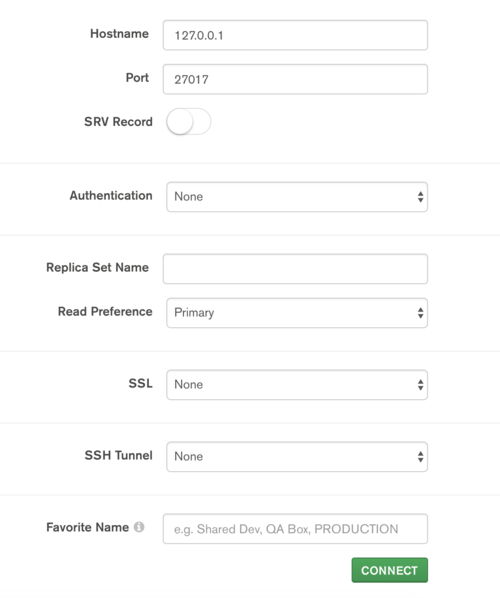 Hostname 127.0.0.1
Port 27017
SRV Record
Authentication None
Replica Set Name
Read Preference Primary
SSL None
SSH Tunnel None
Favorite Name e.g. Shared Dev, QA Box, PRODUCTION
CONNECT